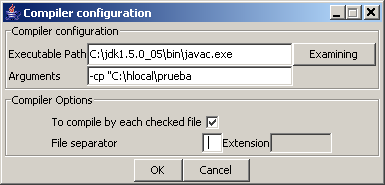 Compiler configuration
Compiler configuration
Executable Path C:\jdk1.5.0_05\bin\javac.exe Examining
Arguments -cp "C:\hlocal\prueba
Compiler Options
To compile by each checked file
File separator Extension
OK Cancel